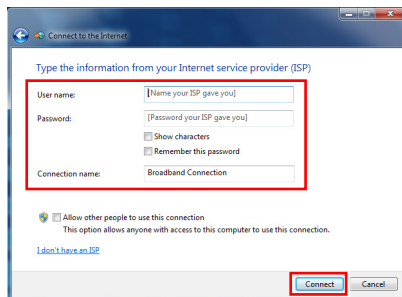 Connect to the Internet
Type the information from your Internet service provider (ISP)
User name: [Name your ISP gave you]
Password: [Password your ISP gave you]
Show characters
Remember this password
Connection name: Broadband Connection
Allow other people to use this connection
This option allows anyone with access to this computer to use this connection.
I don't have an ISP
Connect Cancel